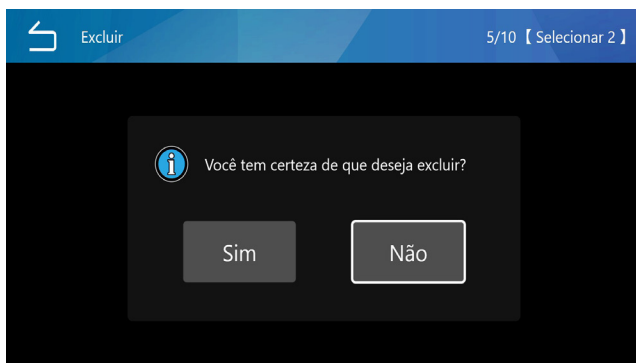 Excluir
5/10【 Selecionar 2 】
Você tem certeza de que deseja excluir?
Sim
Não